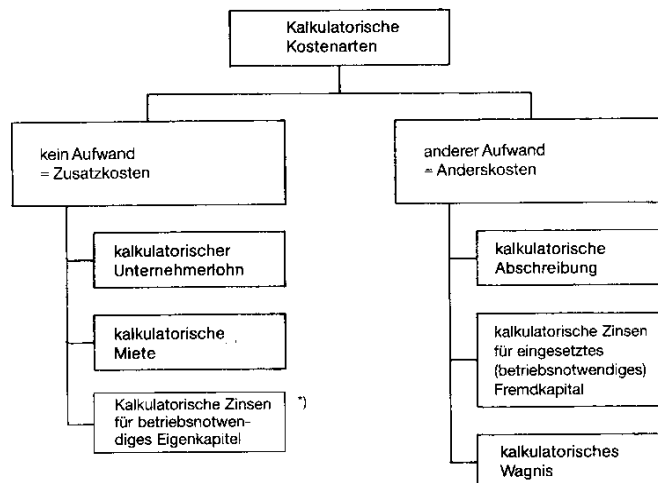 Kalkulatorische
Kostenarten
kein Aufwand
= Zusatzkosten
anderer Aufwand
= Anderskosten
kalkulatorischer
Unternehmerlohn
kalkulatorische
Miete
Kalkulatorische Zinsen
für betriebsnotwen-
diges Eigenkapitel
*)
kalkulatorische
Abschreibung
kalkulatorische Zinsen
für eingesetztes
(betriebsnotwendiges)
Fremdkapital
kalkulatorisches
Wagnis